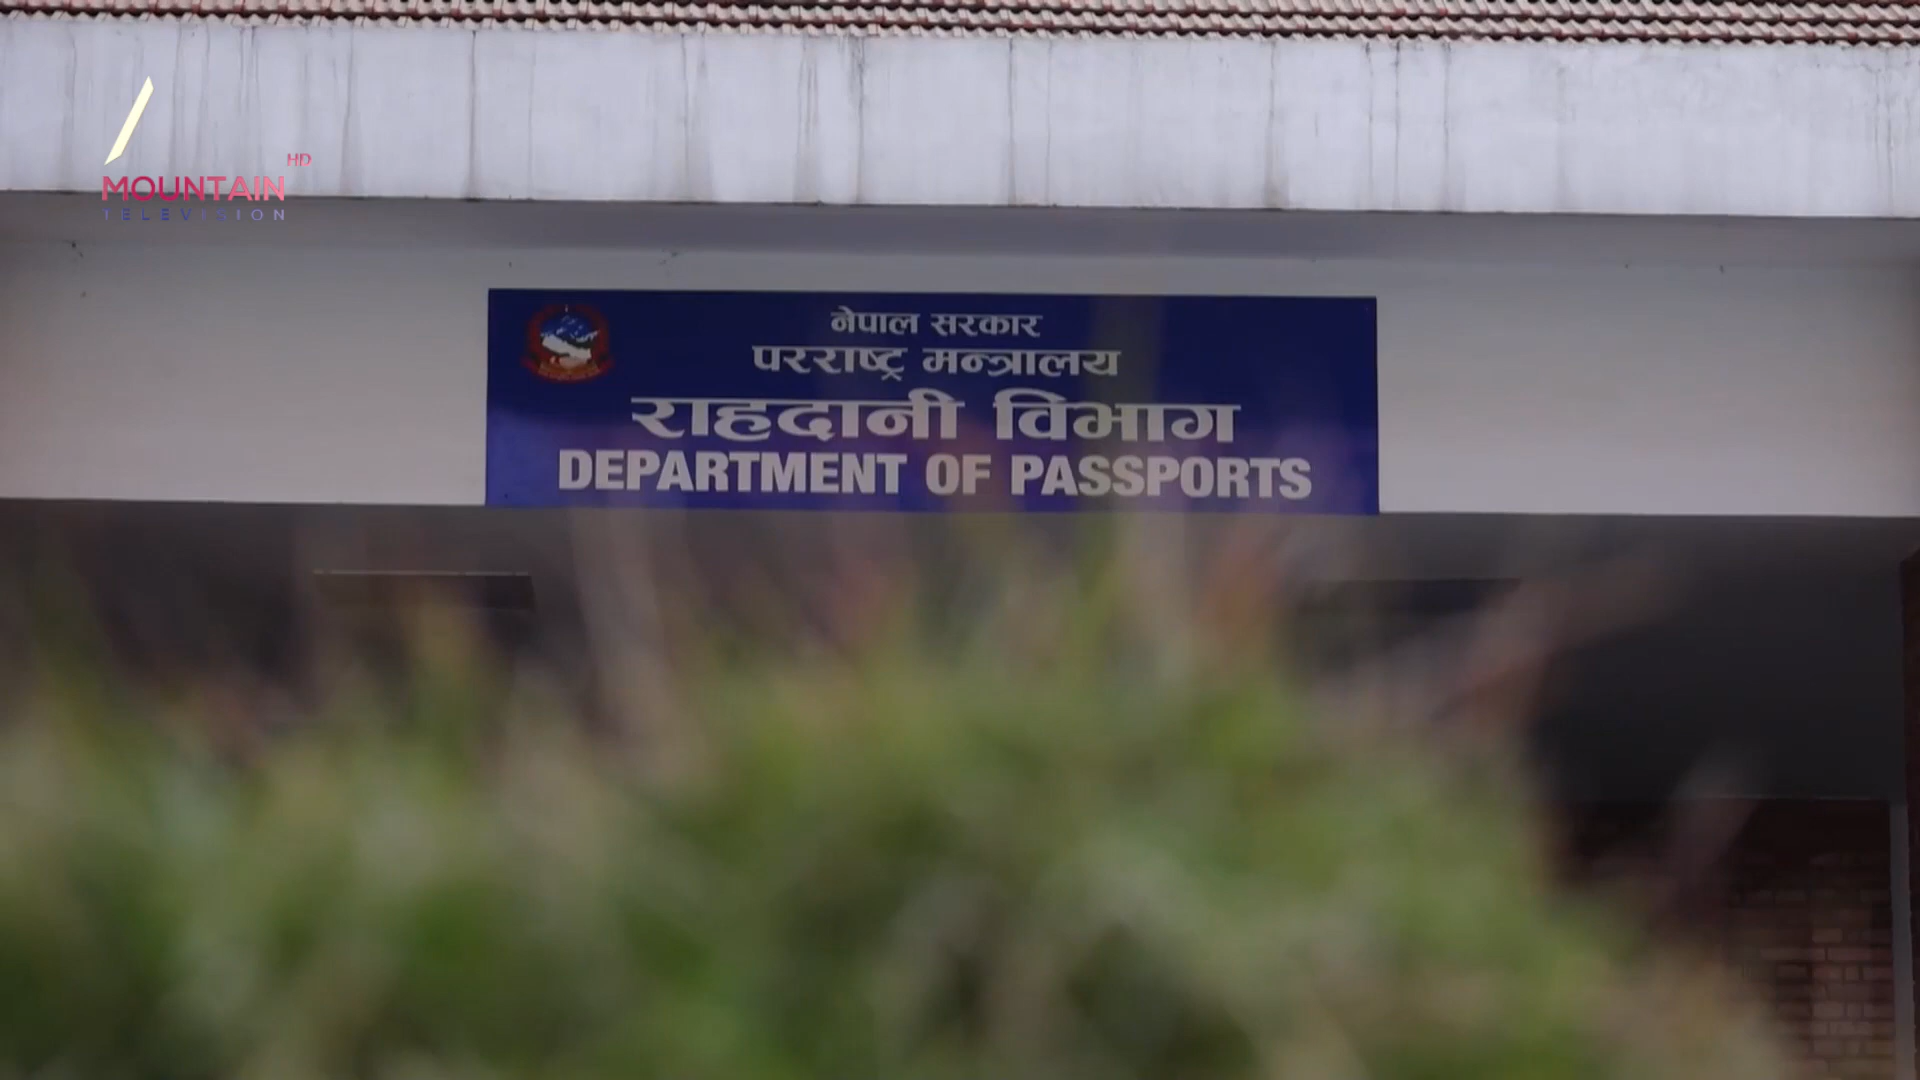 HD
MOUNTAIN
TELEVISION
नेपाल सरकार
परराष्ट्र मन्त्रालय
राहदानी विभाग
DEPARTMENT OF PASSPORTS